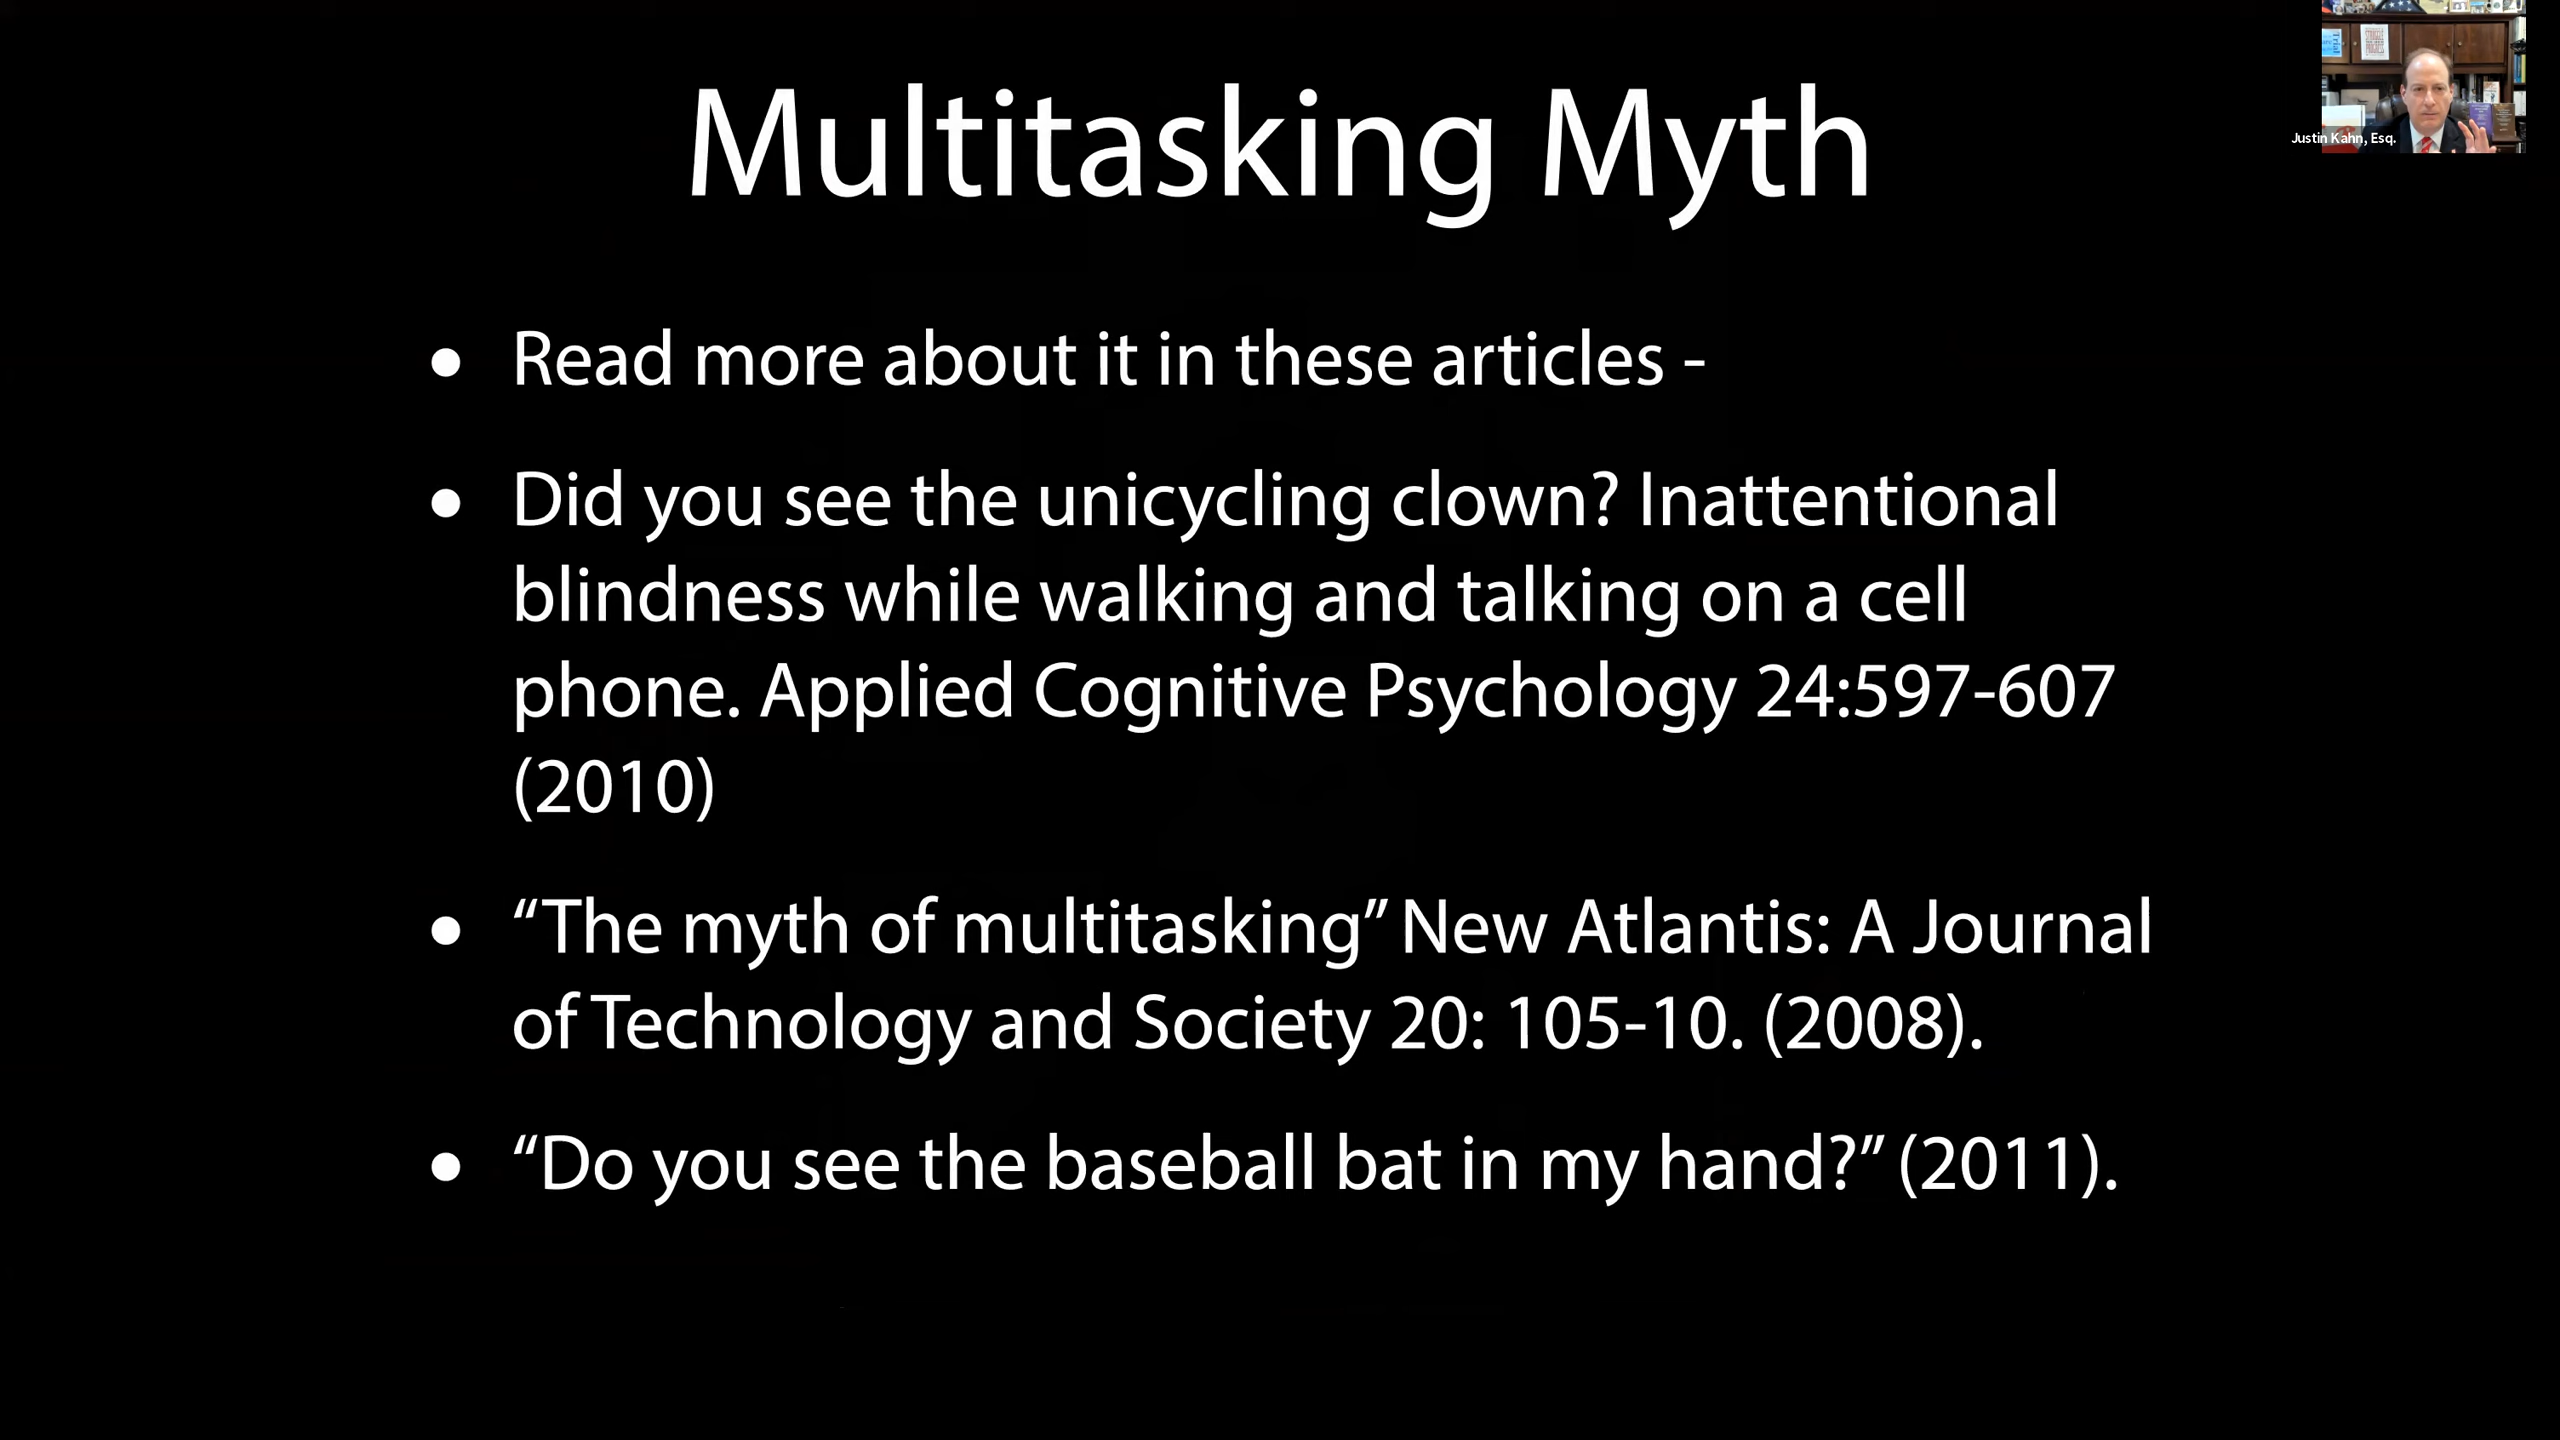 Multitasking Myth
Justin Kahn, Esq.
• Read more about it in these articles -
• Did you see the unicycling clown? Inattentional
blindness while walking and talking on a cell
phone. Applied Cognitive Psychology 24:597-607
(2010)
• “The myth of multitasking” New Atlantis: A Journal
of Technology and Society 20: 105-10. (2008).
• “Do you see the baseball bat in my hand?” (2011).